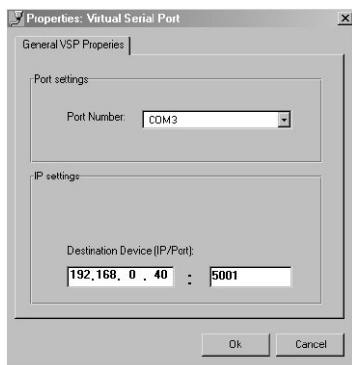 Properties: Virtual Serial Port
General VSP Properies
Port settings
Port Number: COM3
IP settings
Destination Device (IP/Port):
192.168. 0 . 40 : 5001
Ok Cancel